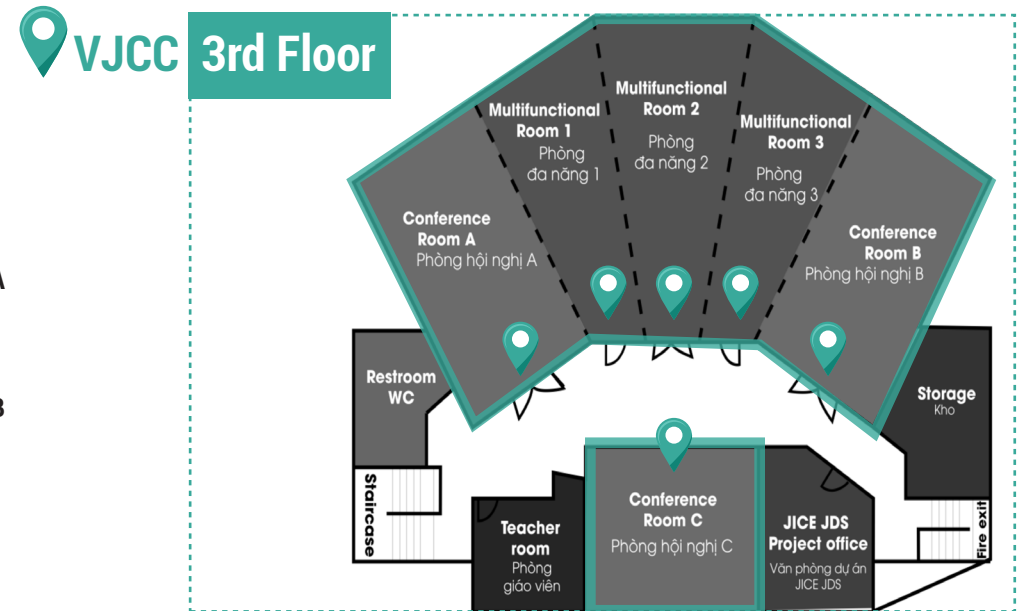 VJCC 3rd Floor
Multifunctional
Room 1
Phòng
đa năng 1
Multifunctional
Room 2
Phòng
đa năng 2
Multifunctional
Room 3
Phòng
đa năng 3
Conference
Room A
Phòng hội nghị A
Conference
Room B
Phòng hội nghị B
Restroom
WC
Storage
Kho
Staircase
Teacher
room
Phòng
giáo viên
Conference
Room C
Phòng hội nghị C
JICE JDS
Project office
Văn phòng dự án
JICE JDS
Fire exit